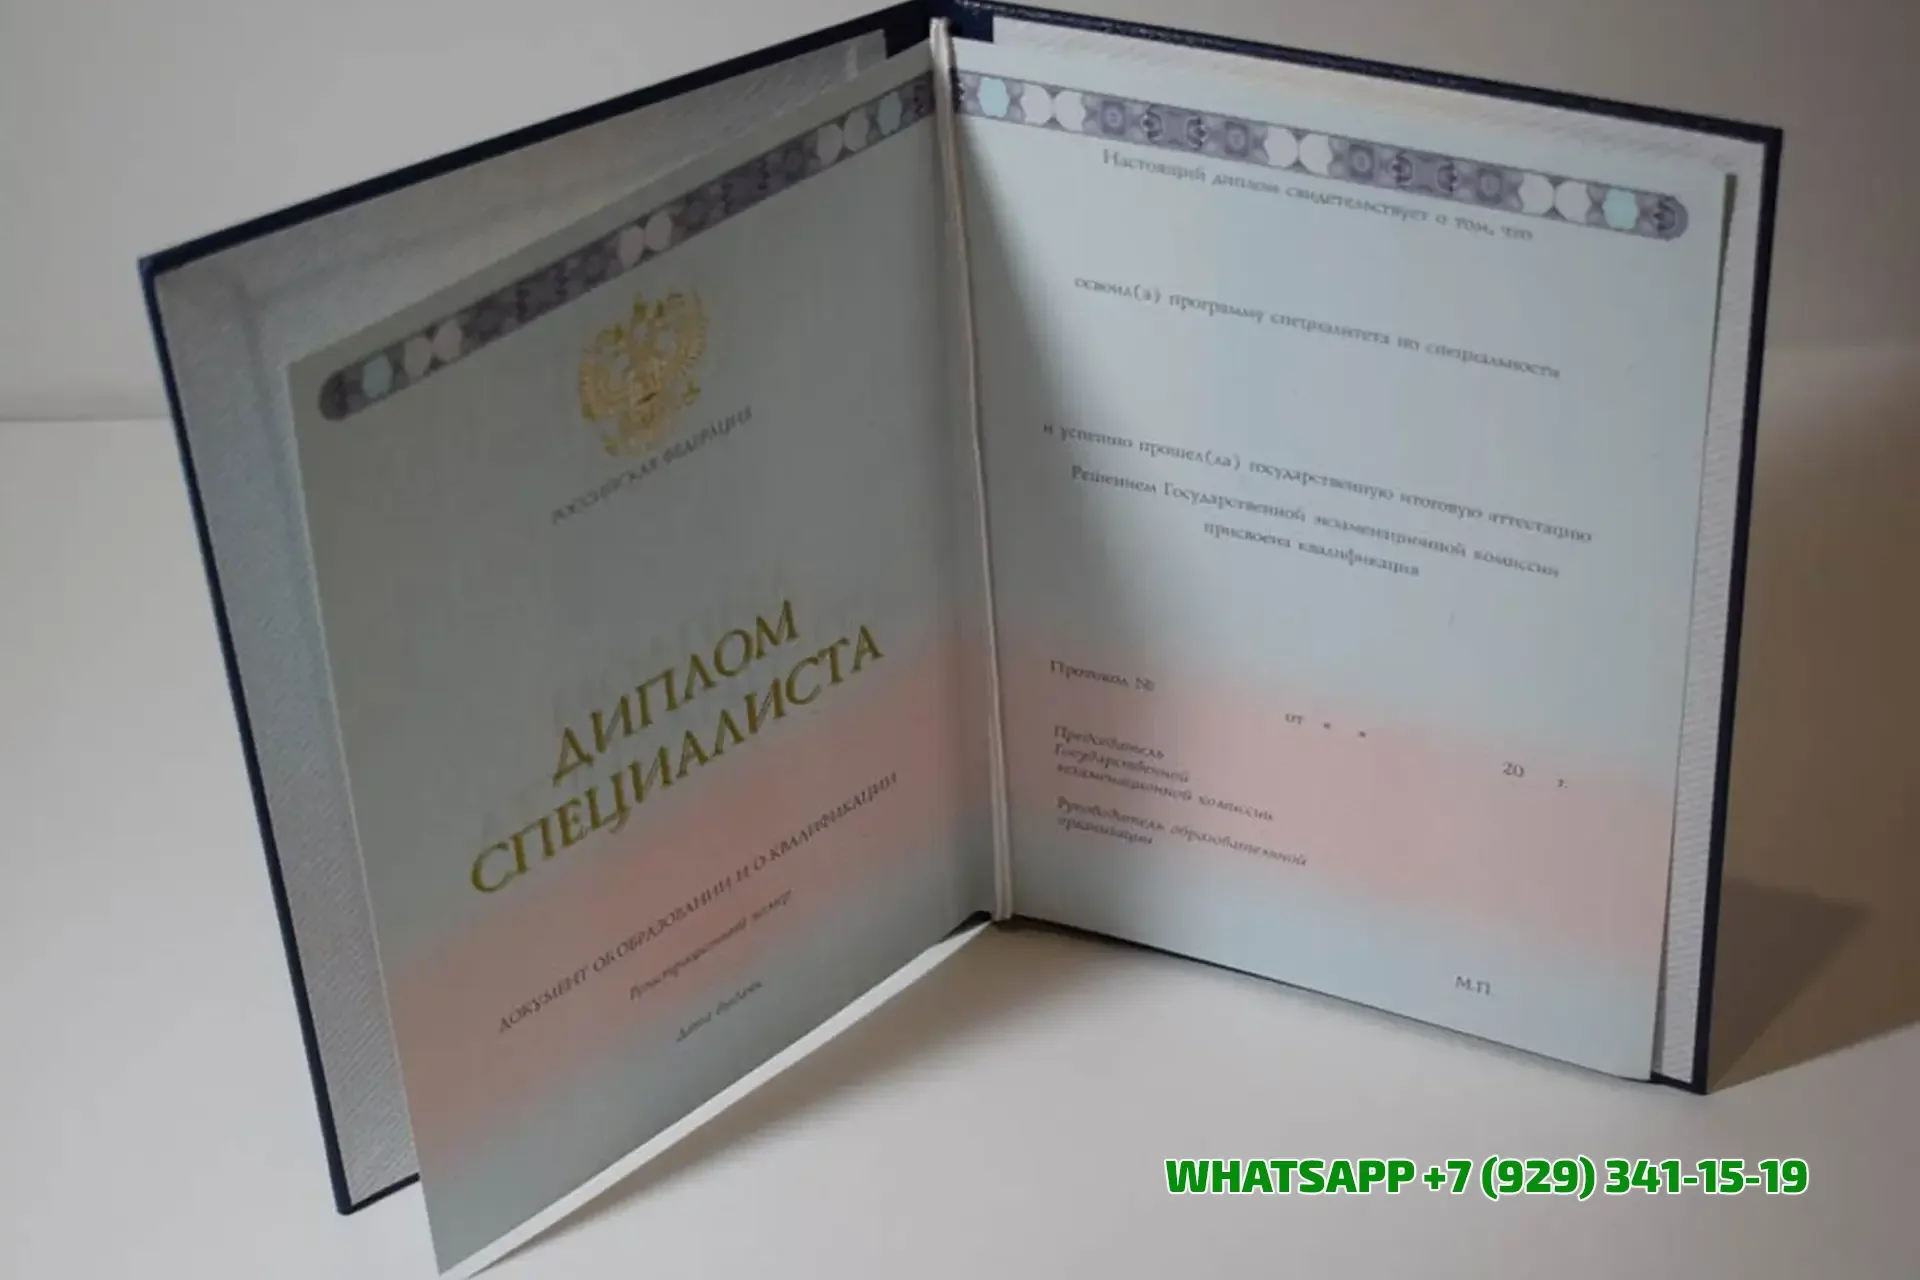 РОССИЙСКАЯ ФЕДЕРАЦИЯ
ДИПЛОМ
СПЕЦИАЛИСТА
ДОКУМЕНТ ОБ ОБРАЗОВАНИИ И О КВАЛИФИКАЦИИ
Регистрационный номер
Дата выдачи
Настоящий диплом свидетельствует о том, что
освоил(а) программу специалитета по специальности
и успешно прошел(ла) государственную итоговую аттестацию
Решением Государственной экзаменационной комиссии
присвоена квалификация
Протокол №
от « »
20 г.
Председатель
Государственной
экзаменационной комиссии
Руководитель образовательной
организации
М.П.
WHATSAPP +7 (929) 341-15-19